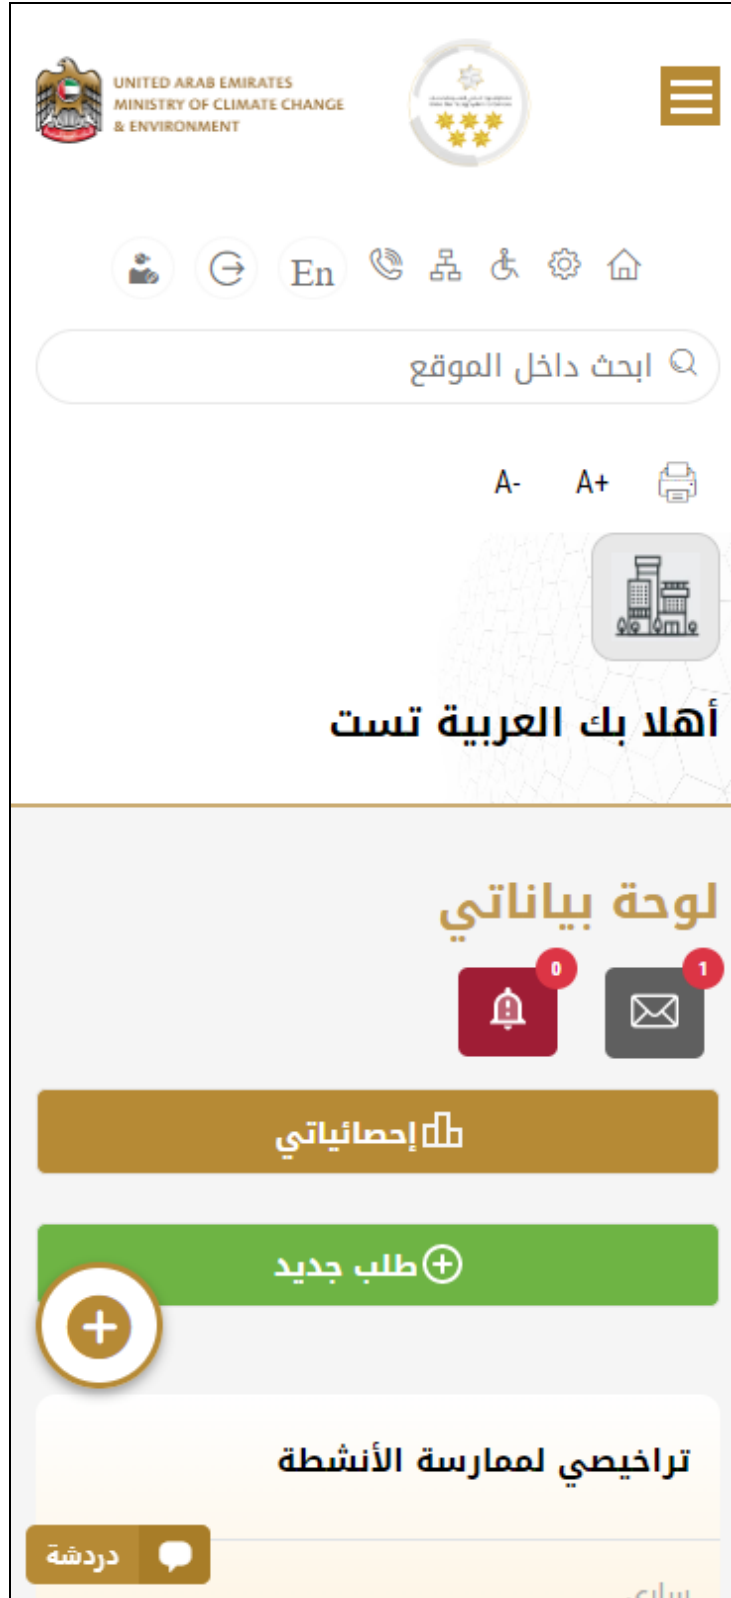 UNITED ARAB EMIRATES
MINISTRY OF CLIMATE CHANGE
& ENVIRONMENT
En
ابحث داخل الموقع
A+ A-
أهلا بك العربية تست
لوحة بياناتي
1 0
إحصائياتي
طلب جديد
تراخيصي لممارسة الأنشطة
دردشة